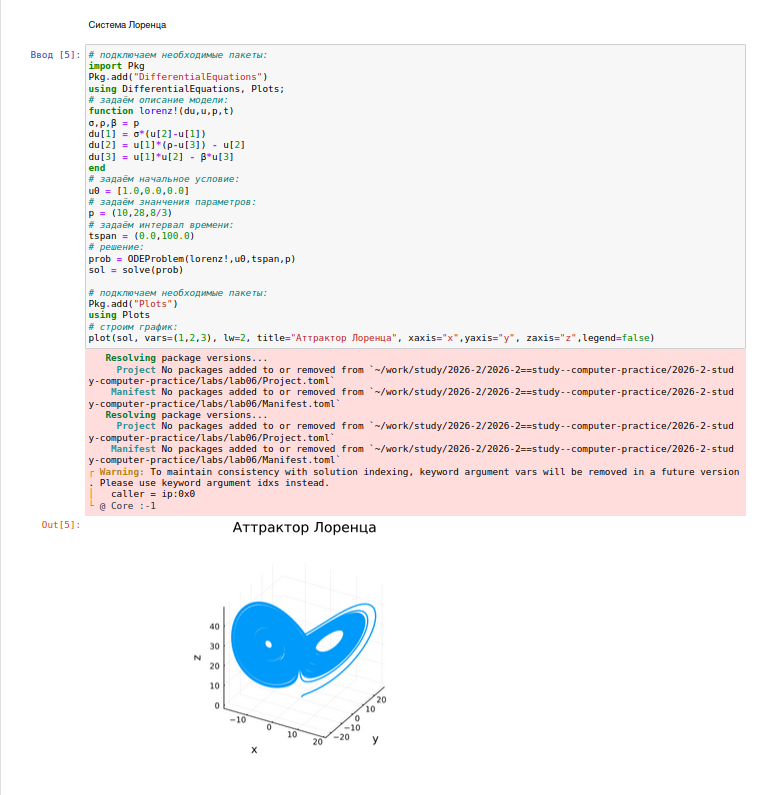 Система Лоренца
Ввод [5]:
# подключаем необходимые пакеты:
import Pkg
Pkg.add("DifferentialEquations")
using DifferentialEquations, Plots;
# задаём описание модели:
function lorenz!(du,u,p,t)
σ,ρ,β = p
du[1] = σ*(u[2]-u[1])
du[2] = u[1]*(ρ-u[3]) - u[2]
du[3] = u[1]*u[2] - β*u[3]
end
# задаём начальное условие:
u0 = [1.0,0.0,0.0]
# задаём знанчения параметров:
p = (10,28,8/3)
# задаём интервал времени:
tspan = (0.0,100.0)
# решение:
prob = ODEProblem(lorenz!,u0,tspan,p)
sol = solve(prob)
# подключаем необходимые пакеты:
Pkg.add("Plots")
using Plots
# строим график:
plot(sol, vars=(1,2,3), lw=2, title="Аттрактор Лоренца", xaxis="x",yaxis="y", zaxis="z",legend=false)
Resolving package versions...
Project No packages added to or removed from `~/work/study/2026-2/2026-2==study--computer-practice/2026-2-stud
y-computer-practice/labs/lab06/Project.toml`
Manifest No packages added to or removed from `~/work/study/2026-2/2026-2==study--computer-practice/2026-2-stud
y-computer-practice/labs/lab06/Manifest.toml`
Resolving package versions...
Project No packages added to or removed from `~/work/study/2026-2/2026-2==study--computer-practice/2026-2-stud
y-computer-practice/labs/lab06/Project.toml`
Manifest No packages added to or removed from `~/work/study/2026-2/2026-2==study--computer-practice/2026-2-stud
y-computer-practice/labs/lab06/Manifest.toml`
┌ Warning: To maintain consistency with solution indexing, keyword argument vars will be removed in a future version
. Please use keyword argument idxs instead.
│   caller = ip:0x0
└ @ Core :-1
Out[5]:
Аттрактор Лоренца
40
30
20
10
0
z
−10
0
10
20
x
−20
−10
0
10
20
y